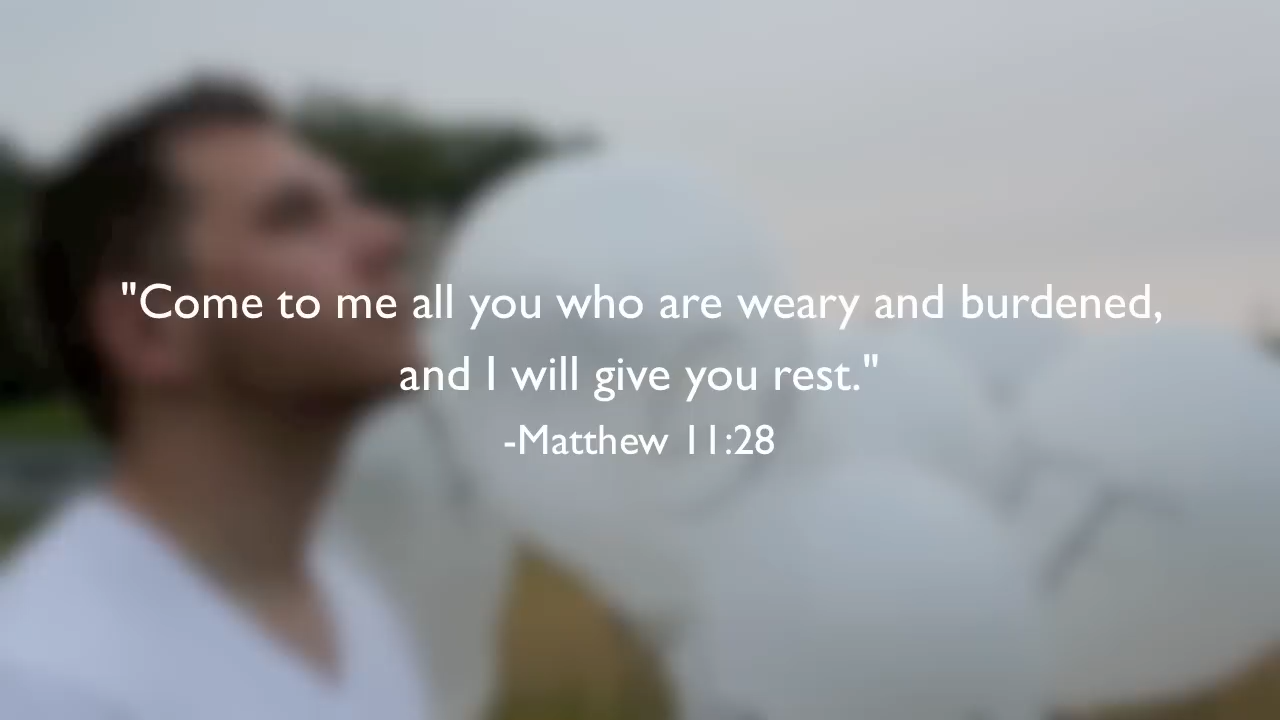 "Come to me all you who are weary and burdened,
and I will give you rest."
-Matthew 11:28